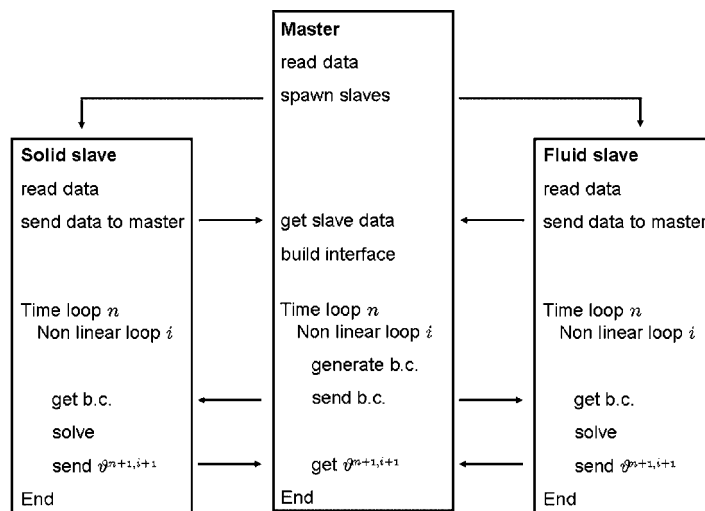 Master
read data
spawn slaves
Solid slave
read data
send data to master
get slave data
build interface
Fluid slave
read data
send data to master
Time loop n
Non linear loop i
get b.c.
solve
send ϑⁿ⁺¹,ⁱ⁺¹
End
Time loop n
Non linear loop i
generate b.c.
send b.c.
get ϑⁿ⁺¹,ⁱ⁺¹
End
Time loop n
Non linear loop i
get b.c.
solve
send ϑⁿ⁺¹,ⁱ⁺¹
End